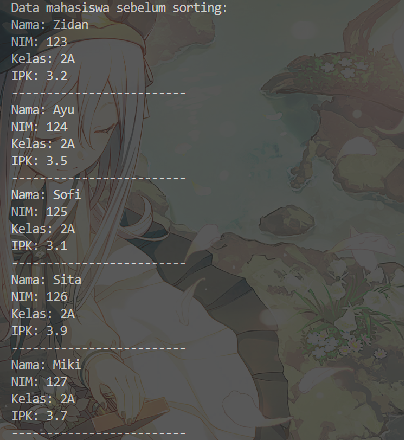 Data mahasiswa sebelum sorting:
Nama: Zidan
NIM: 123
Kelas: 2A
IPK: 3.2
-------------------------
Nama: Ayu
NIM: 124
Kelas: 2A
IPK: 3.5
-------------------------
Nama: Sofi
NIM: 125
Kelas: 2A
IPK: 3.1
-------------------------
Nama: Sita
NIM: 126
Kelas: 2A
IPK: 3.9
-------------------------
Nama: Miki
NIM: 127
Kelas: 2A
IPK: 3.7
-------------------------